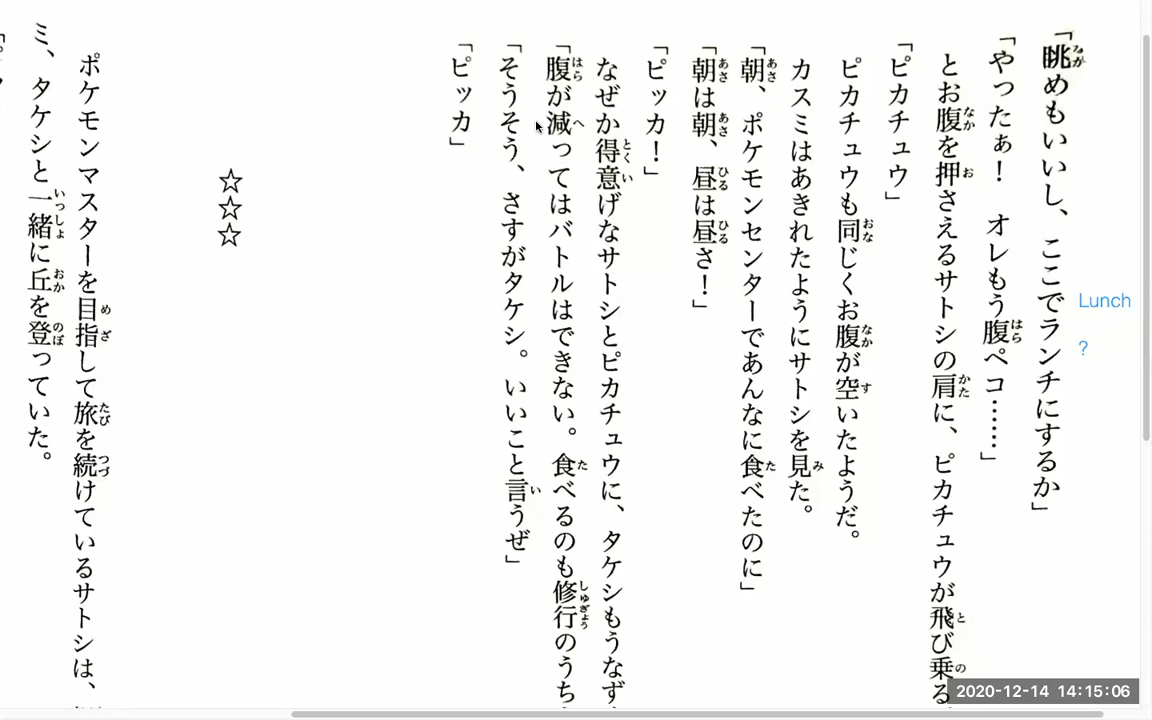 「眺めもいいし、ここでランチにするか」
「やったぁ！　オレもう腹ペコ……」
とお腹を押さえるサトシの肩に、ピカチュウが飛び乗る
「ピカチュウ」
ピカチュウも同じくお腹が空いたようだ。
カスミはあきれたようにサトシを見た。
「朝、ポケモンセンターであんなに食べたのに」
「朝は朝、昼は昼さ！」
「ピッカ！」
なぜか得意げなサトシとピカチュウに、タケシもうなず
「腹が減ってはバトルはできない。食べるのも修行のうち
「そうそう、さすがタケシ。いいこと言うぜ」
「ピッカ」
☆☆☆
ポケモンマスターを目指して旅を続けているサトシは、
ミ、タケシと一緒に丘を登っていた。
Lunch
?
2020-12-14 14:15:06